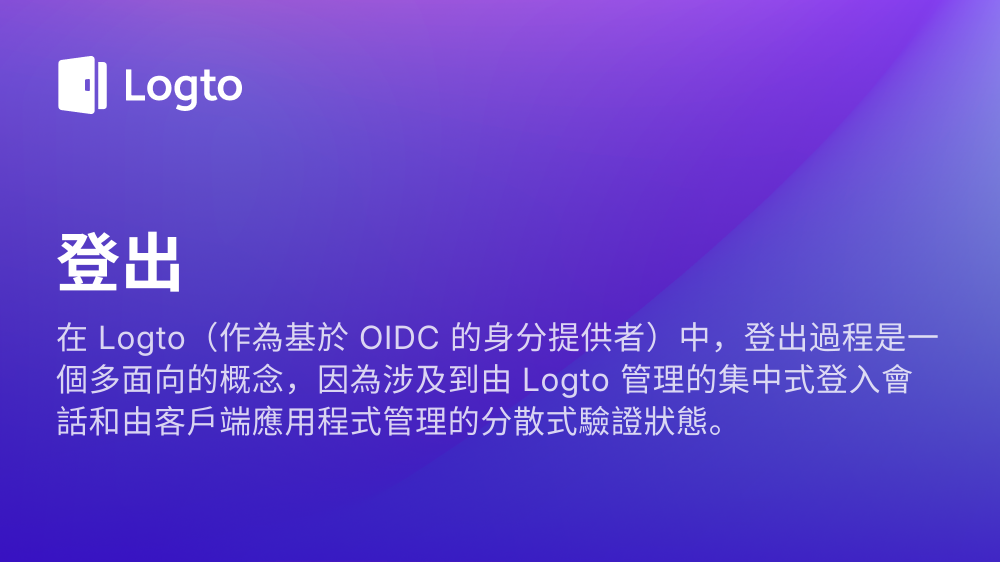 Logto
登出
在 Logto（作為基於 OIDC 的身分提供者）中，登出過程是一
個多面向的概念，因為涉及到由 Logto 管理的集中式登入會
話和由客戶端應用程式管理的分散式驗證狀態。